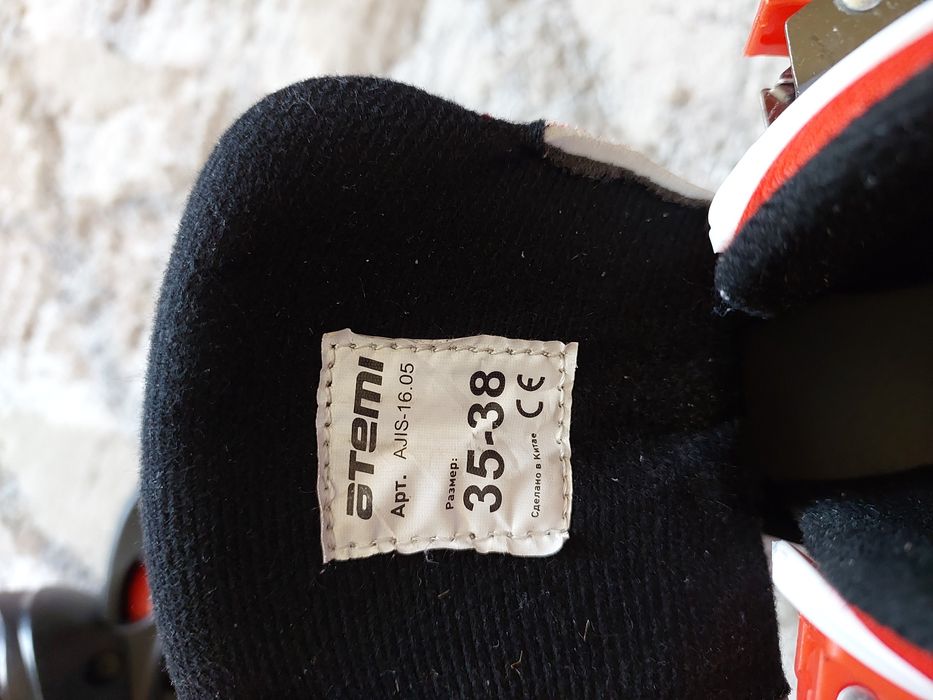 aTemi
Арт. AJIS-16.05
Размер:
35-38
Сделано в Китае CE